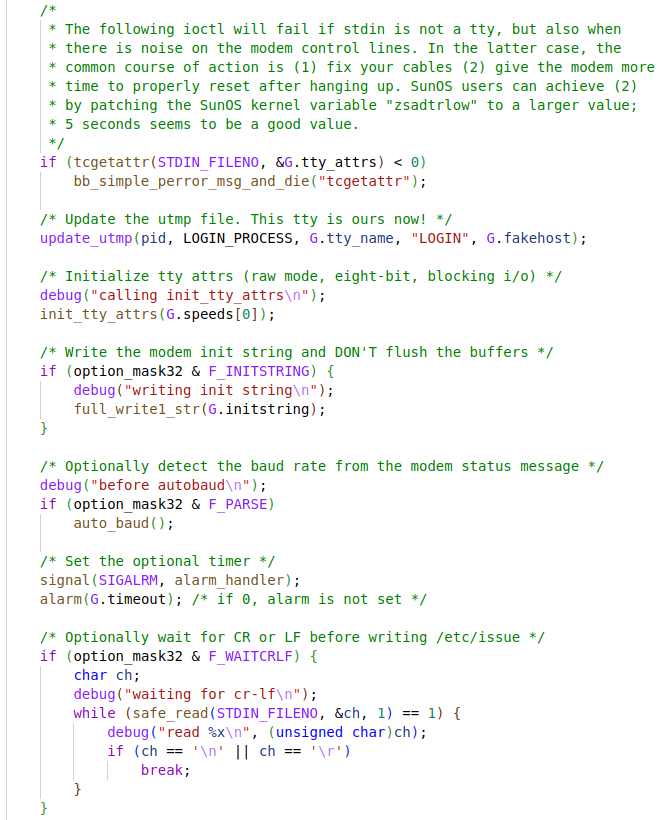 /*
 * The following ioctl will fail if stdin is not a tty, but also when
 * there is noise on the modem control lines. In the latter case, the
 * common course of action is (1) fix your cables (2) give the modem more
 * time to properly reset after hanging up. SunOS users can achieve (2)
 * by patching the SunOS kernel variable "zsadtrlow" to a larger value;
 * 5 seconds seems to be a good value.
 */
if (tcgetattr(STDIN_FILENO, &G.tty_attrs) < 0)
    bb_simple_perror_msg_and_die("tcgetattr");

/* Update the utmp file. This tty is ours now! */
update_utmp(pid, LOGIN_PROCESS, G.tty_name, "LOGIN", G.fakehost);

/* Initialize tty attrs (raw mode, eight-bit, blocking i/o) */
debug("calling init_tty_attrs\n");
init_tty_attrs(G.speeds[0]);

/* Write the modem init string and DON'T flush the buffers */
if (option_mask32 & F_INITSTRING) {
    debug("writing init string\n");
    full_write1_str(G.initstring);
}

/* Optionally detect the baud rate from the modem status message */
debug("before autobaud\n");
if (option_mask32 & F_PARSE)
    auto_baud();

/* Set the optional timer */
signal(SIGALRM, alarm_handler);
alarm(G.timeout); /* if 0, alarm is not set */

/* Optionally wait for CR or LF before writing /etc/issue */
if (option_mask32 & F_WAITCRLF) {
    char ch;
    debug("waiting for cr-lf\n");
    while (safe_read(STDIN_FILENO, &ch, 1) == 1) {
        debug("read %x\n", (unsigned char)ch);
        if (ch == '\n' || ch == '\r')
            break;
    }
}